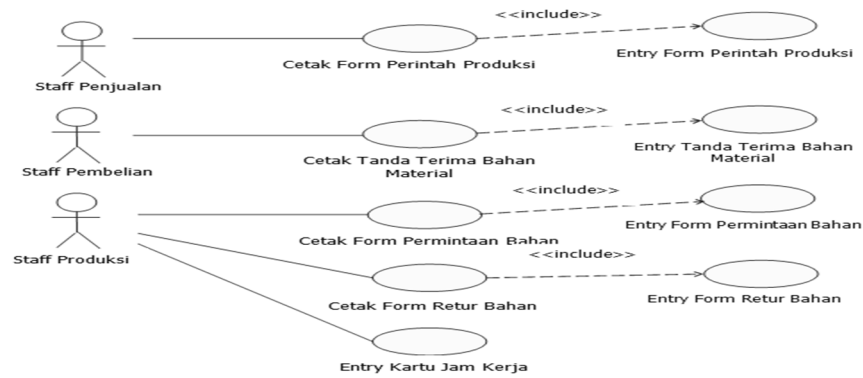 <<include>>
Staff Penjualan
Cetak Form Perintah Produksi
Entry Form Perintah Produksi
<<include>>
Staff Pembelian
Cetak Tanda Terima Bahan
Material
Entry Tanda Terima Bahan
Material
<<include>>
Staff Produksi
Cetak Form Permintaan Bahan
Entry Form Permintaan Bahan
<<include>>
Cetak Form Retur Bahan
Entry Form Retur Bahan
Entry Kartu Jam Kerja